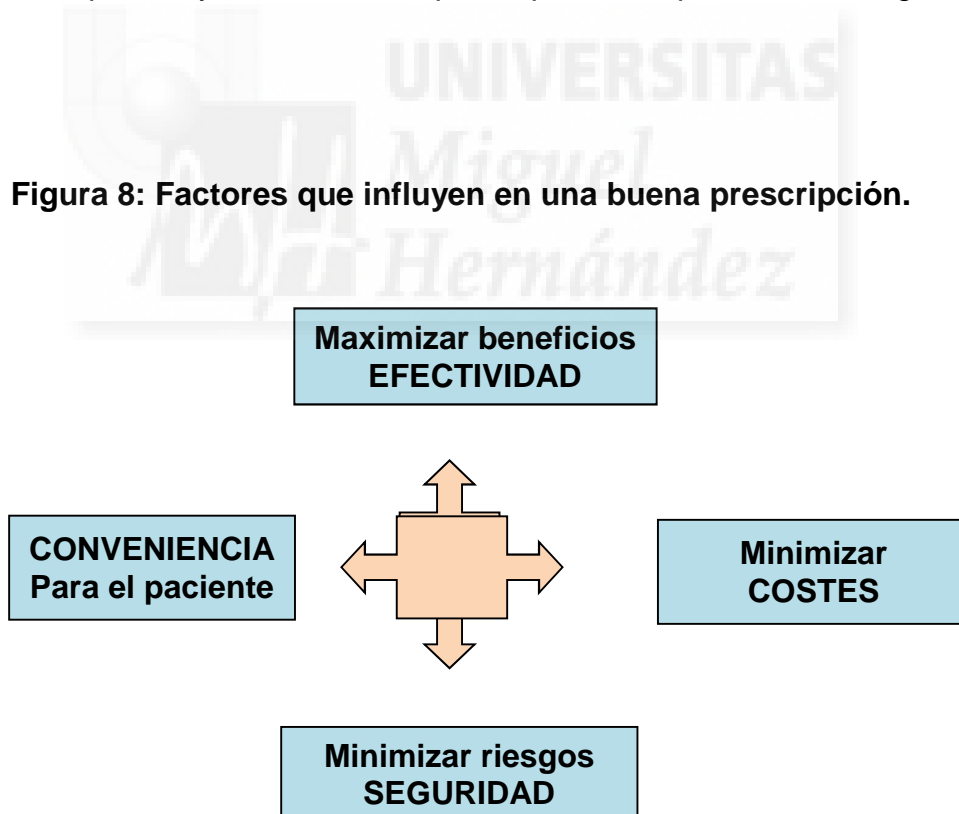 UNIVERSITAS
Miguel
Figura 8: Factores que influyen en una buena prescripción.
Hernández
Maximizar beneficios
EFECTIVIDAD
CONVENIENCIA
Para el paciente
Minimizar
COSTES
Minimizar riesgos
SEGURIDAD